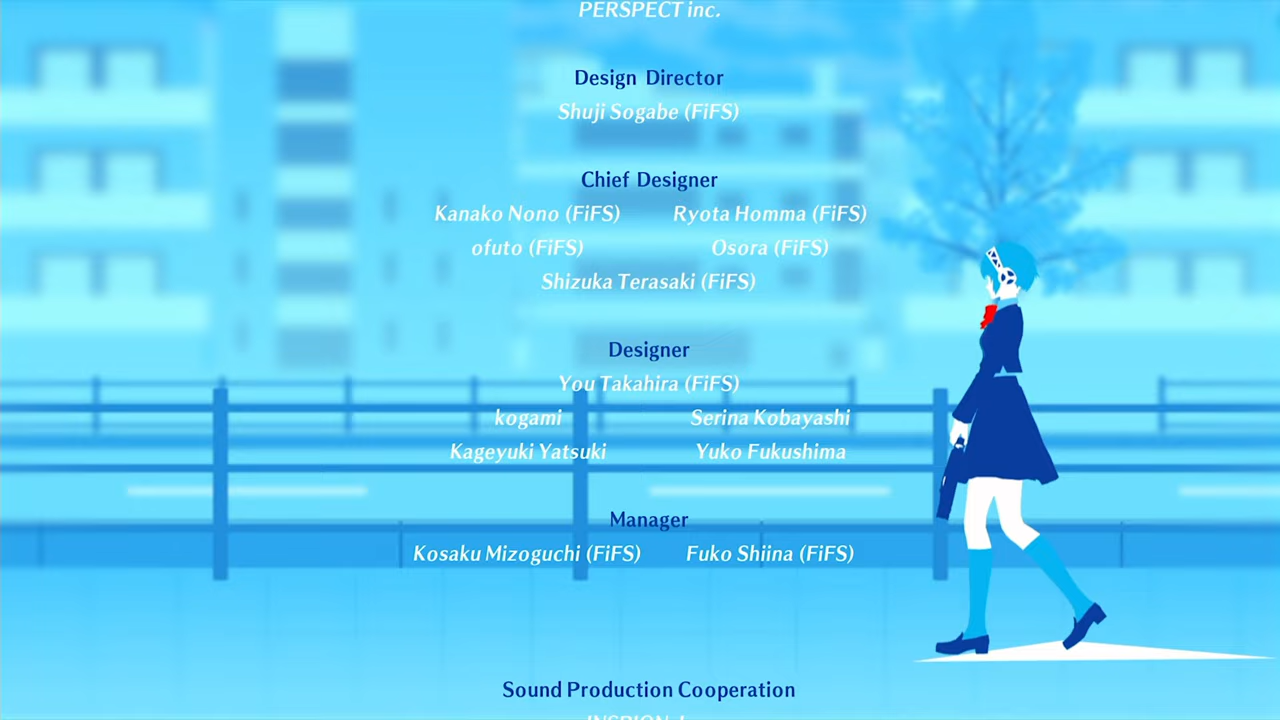 PERSPECT inc.
Design Director
Shuji Sogabe (FiFS)
Chief Designer
Kanako Nono (FiFS) Ryota Homma (FiFS)
ofuto (FiFS) Osora (FiFS)
Shizuka Terasaki (FiFS)
Designer
You Takahira (FiFS)
kogami Serina Kobayashi
Kageyuki Yatsuki Yuko Fukushima
Manager
Kosaku Mizoguchi (FiFS) Fuko Shiina (FiFS)
Sound Production Cooperation